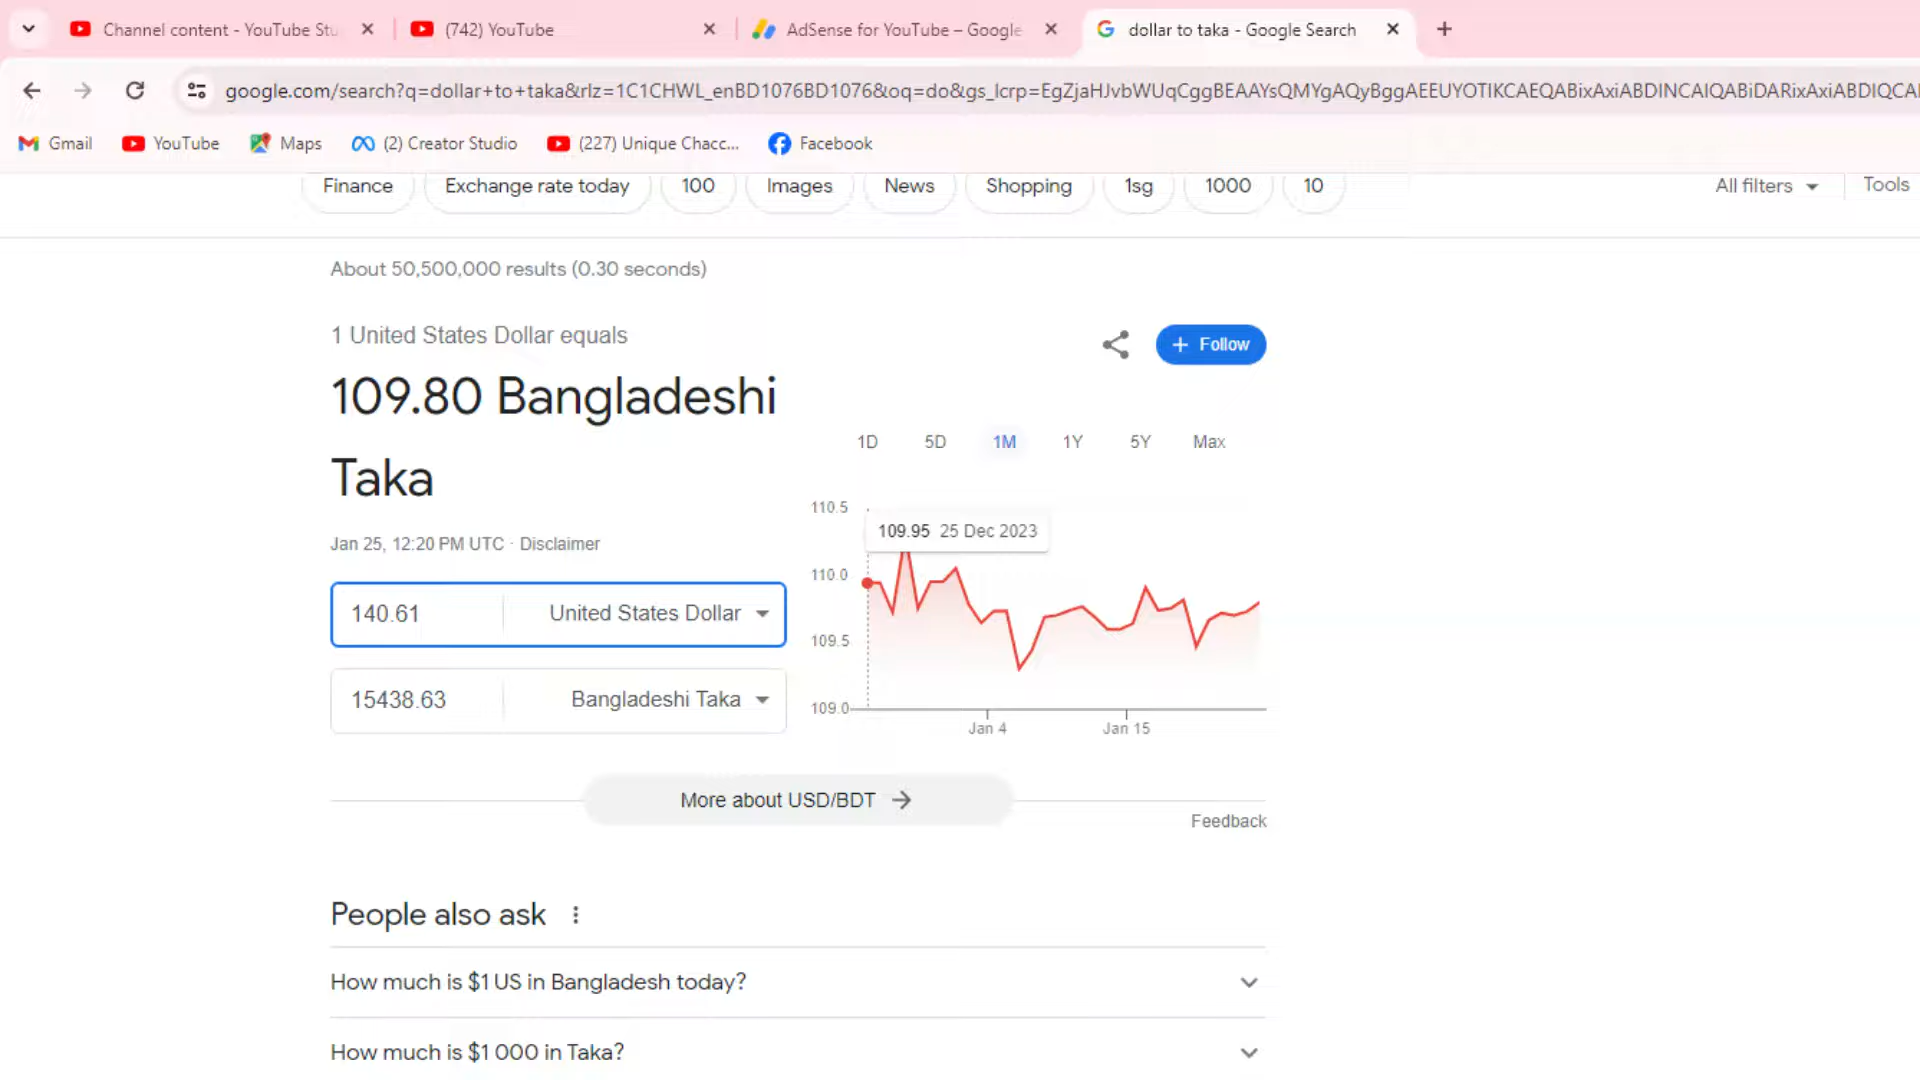 Channel content - YouTube Stu
(742) YouTube
AdSense for YouTube – Google
dollar to taka - Google Search
google.com/search?q=dollar+to+taka&rlz=1C1CHWL_enBD1076BD1076&oq=do&gs_lcrp=EgZjaHJvbWUqCggBEAAYsQMYgAQyBggAEEUYOTIKCAEQABixAxiABDINCAIQABiDARixAxiABDIQCAI
Gmail
YouTube
Maps
(2) Creator Studio
(227) Unique Chacc...
Facebook
Finance
Exchange rate today
100
Images
News
Shopping
1sg
1000
10
All filters
Tools
About 50,500,000 results (0.30 seconds)
1 United States Dollar equals
Follow
109.80 Bangladeshi
Taka
Jan 25, 12:20 PM UTC · Disclaimer
140.61 United States Dollar
15438.63 Bangladeshi Taka
1D 5D 1M 1Y 5Y Max
110.5
109.95 25 Dec 2023
110.0
109.5
109.0
Jan 4
Jan 15
More about USD/BDT
Feedback
People also ask
How much is $1 US in Bangladesh today?
How much is $1 000 in Taka?